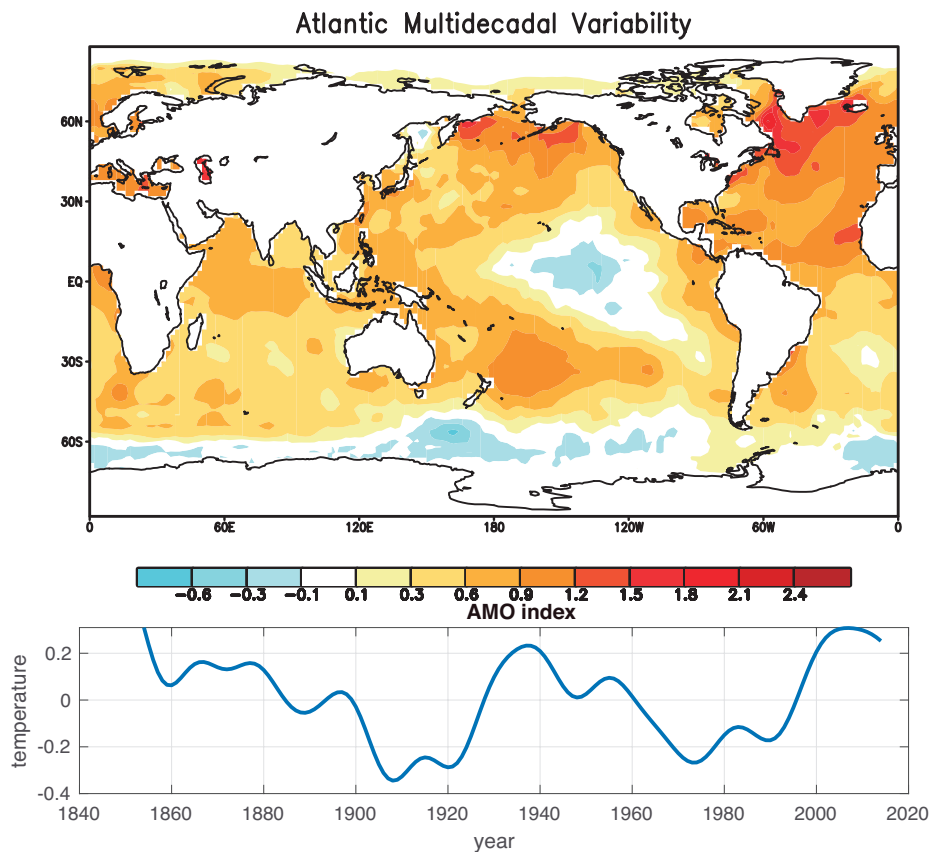 Atlantic Multidecadal Variability
60N
30N
EQ
30S
60S
0 60E 120E 180 120W 60W 0
−0.6 −0.3 −0.1 0.1 0.3 0.6 0.9 1.2 1.5 1.8 2.1 2.4
AMO index
0.2
0
-0.2
-0.4
temperature
1840 1860 1880 1900 1920 1940 1960 1980 2000 2020
year